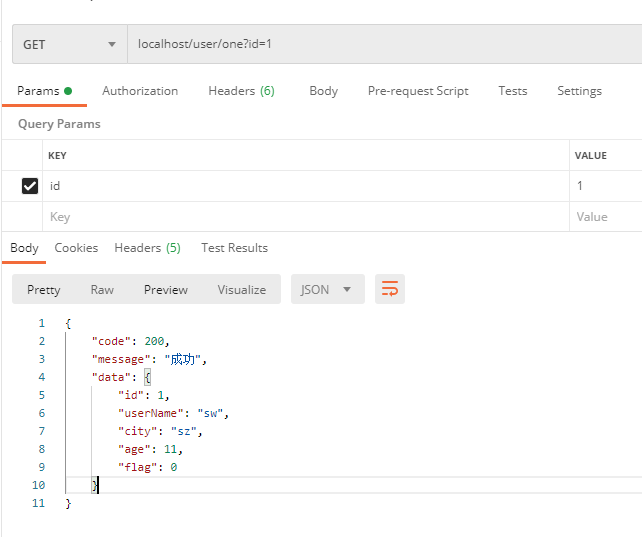 GET localhost/user/one?id=1
Params Authorization Headers (6) Body Pre-request Script Tests Settings
Query Params
KEY VALUE
id 1
Key Value
Body Cookies Headers (5) Test Results
Pretty Raw Preview Visualize JSON
1 {
2 "code": 200,
3 "message": "成功",
4 "data": {
5 "id": 1,
6 "userName": "sw",
7 "city": "sz",
8 "age": 11,
9 "flag": 0
10 }
11 }